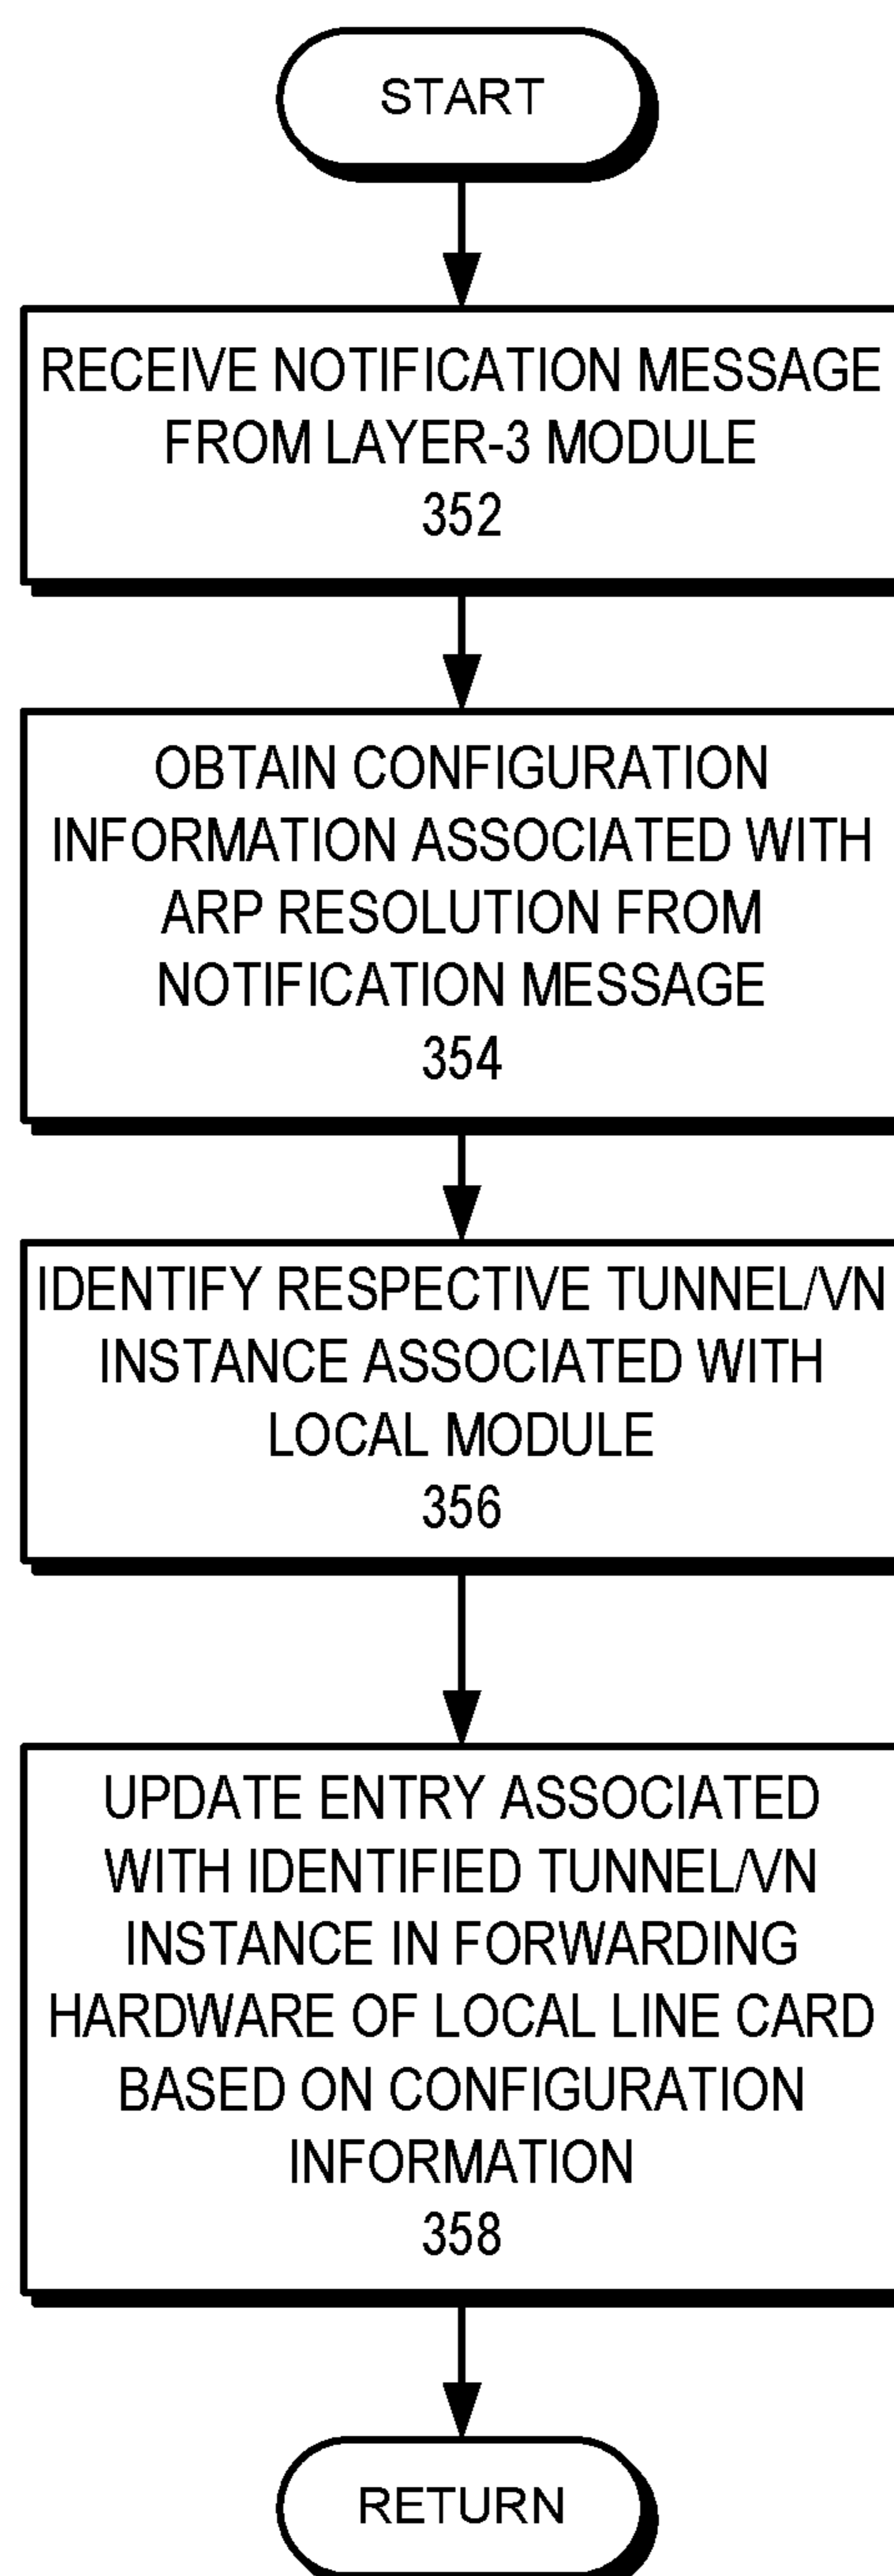 START
RECEIVE NOTIFICATION MESSAGE
FROM LAYER-3 MODULE
352
OBTAIN CONFIGURATION
INFORMATION ASSOCIATED WITH
ARP RESOLUTION FROM
NOTIFICATION MESSAGE
354
IDENTIFY RESPECTIVE TUNNEL/VN
INSTANCE ASSOCIATED WITH
LOCAL MODULE
356
UPDATE ENTRY ASSOCIATED
WITH IDENTIFIED TUNNEL/VN
INSTANCE IN FORWARDING
HARDWARE OF LOCAL LINE CARD
BASED ON CONFIGURATION
INFORMATION
358
RETURN